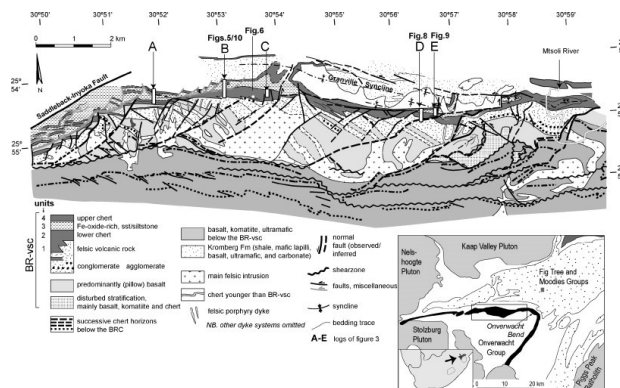 30°50' 30°51' 30°52' 30°53' 30°54' 30°55' 30°56' 30°57' 30°58' 30°59'
Fig.6
Figs.5/10
Fig.8 Fig.9
0 1 2 km
A B C D E
Mtsoli River
Granville Syncline
Saddleback-Inyoka Fault
25°
54'
N
25°
55'
units
BR-vsc
4
3
2
1
upper chert
Fe-oxide-rich, sst/siltstone
lower chert
felsic volcanic rock
conglomerate agglomerate
predominantly (pillow) basalt
disturbed stratification,
mainly basalt, komatiite and chert
successive chert horizons
below the BRC
basalt, komatiite, ultramafic
below the BR-vsc
Kromberg Fm (shale, mafic lapilli,
basalt, ultramafic, and carbonate)
main felsic intrusion
chert younger than BR-vsc
felsic porphyry dyke
NB. other dyke systems omitted
normal
fault (observed/
inferred
shearzone
faults, miscellaneous
syncline
bedding trace
A-E logs of figure 3
Nels-
hoogte
Pluton
Kaap Valley Pluton
Fig Tree and
Moodies Groups
Stolzburg
Pluton
Onverwacht
Bend
Onverwacht
Group
0 10 20 km
Piggs Peak
batholith